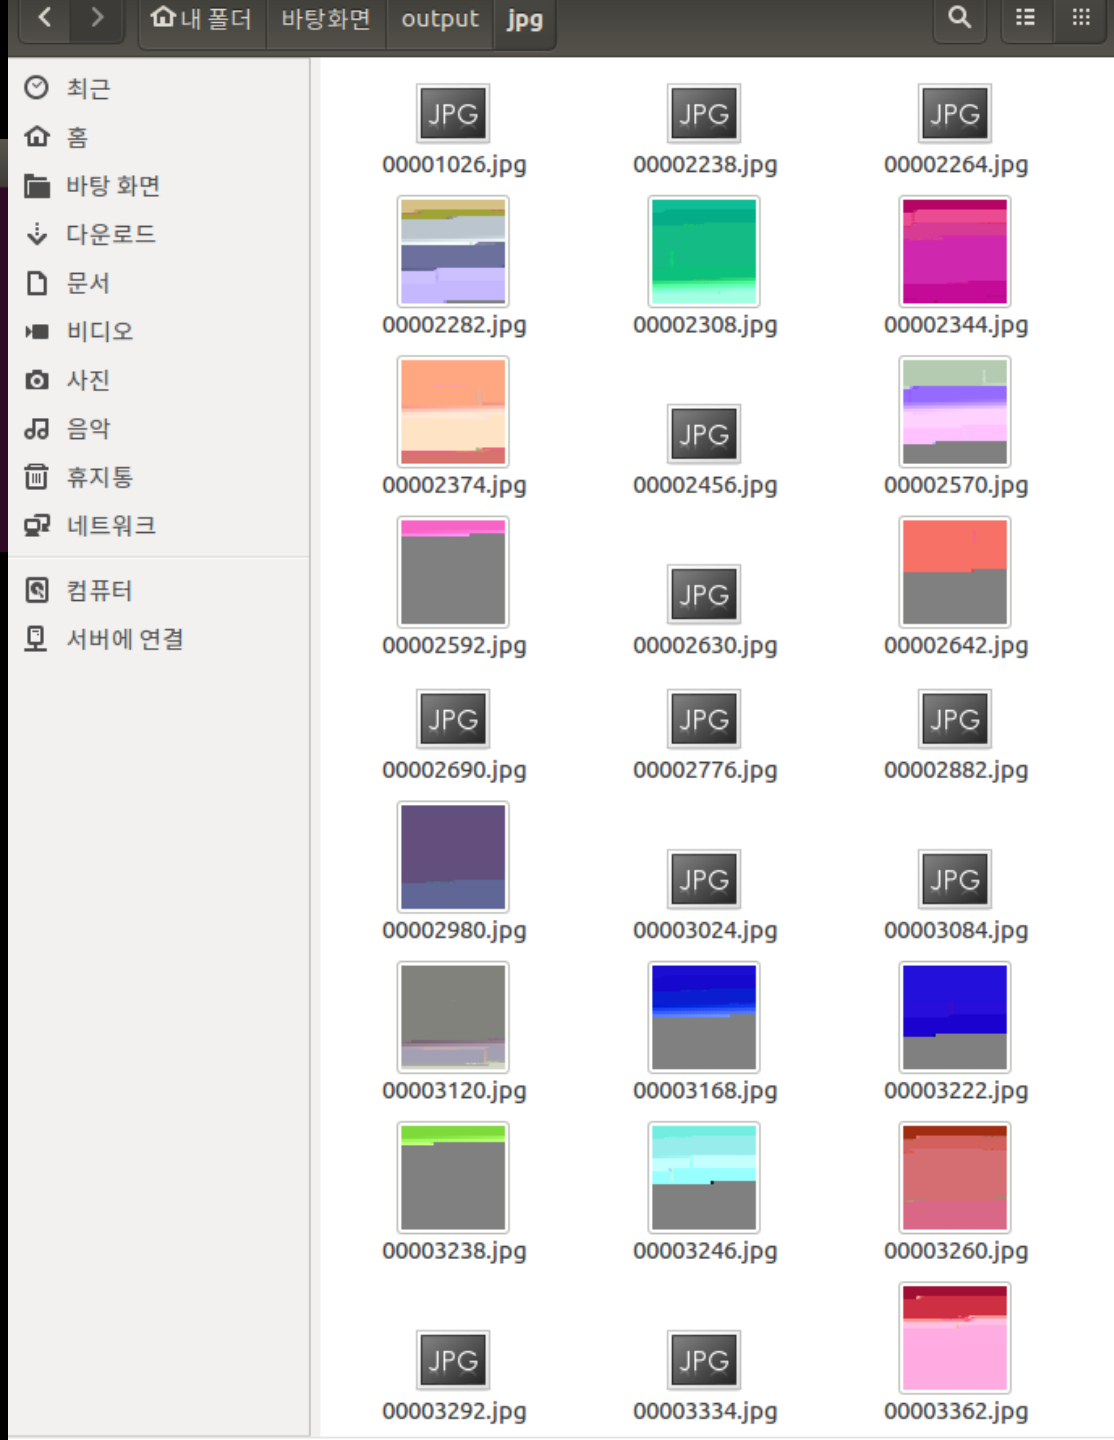 내 폴더 바탕화면 output jpg
최근
홈
바탕 화면
다운로드
문서
비디오
사진
음악
휴지통
네트워크
컴퓨터
서버에 연결
JPG JPG JPG
00001026.jpg 00002238.jpg 00002264.jpg
00002282.jpg 00002308.jpg 00002344.jpg
JPG
00002374.jpg 00002456.jpg 00002570.jpg
JPG
00002592.jpg 00002630.jpg 00002642.jpg
JPG JPG JPG
00002690.jpg 00002776.jpg 00002882.jpg
JPG JPG
00002980.jpg 00003024.jpg 00003084.jpg
00003120.jpg 00003168.jpg 00003222.jpg
00003238.jpg 00003246.jpg 00003260.jpg
JPG JPG
00003292.jpg 00003334.jpg 00003362.jpg